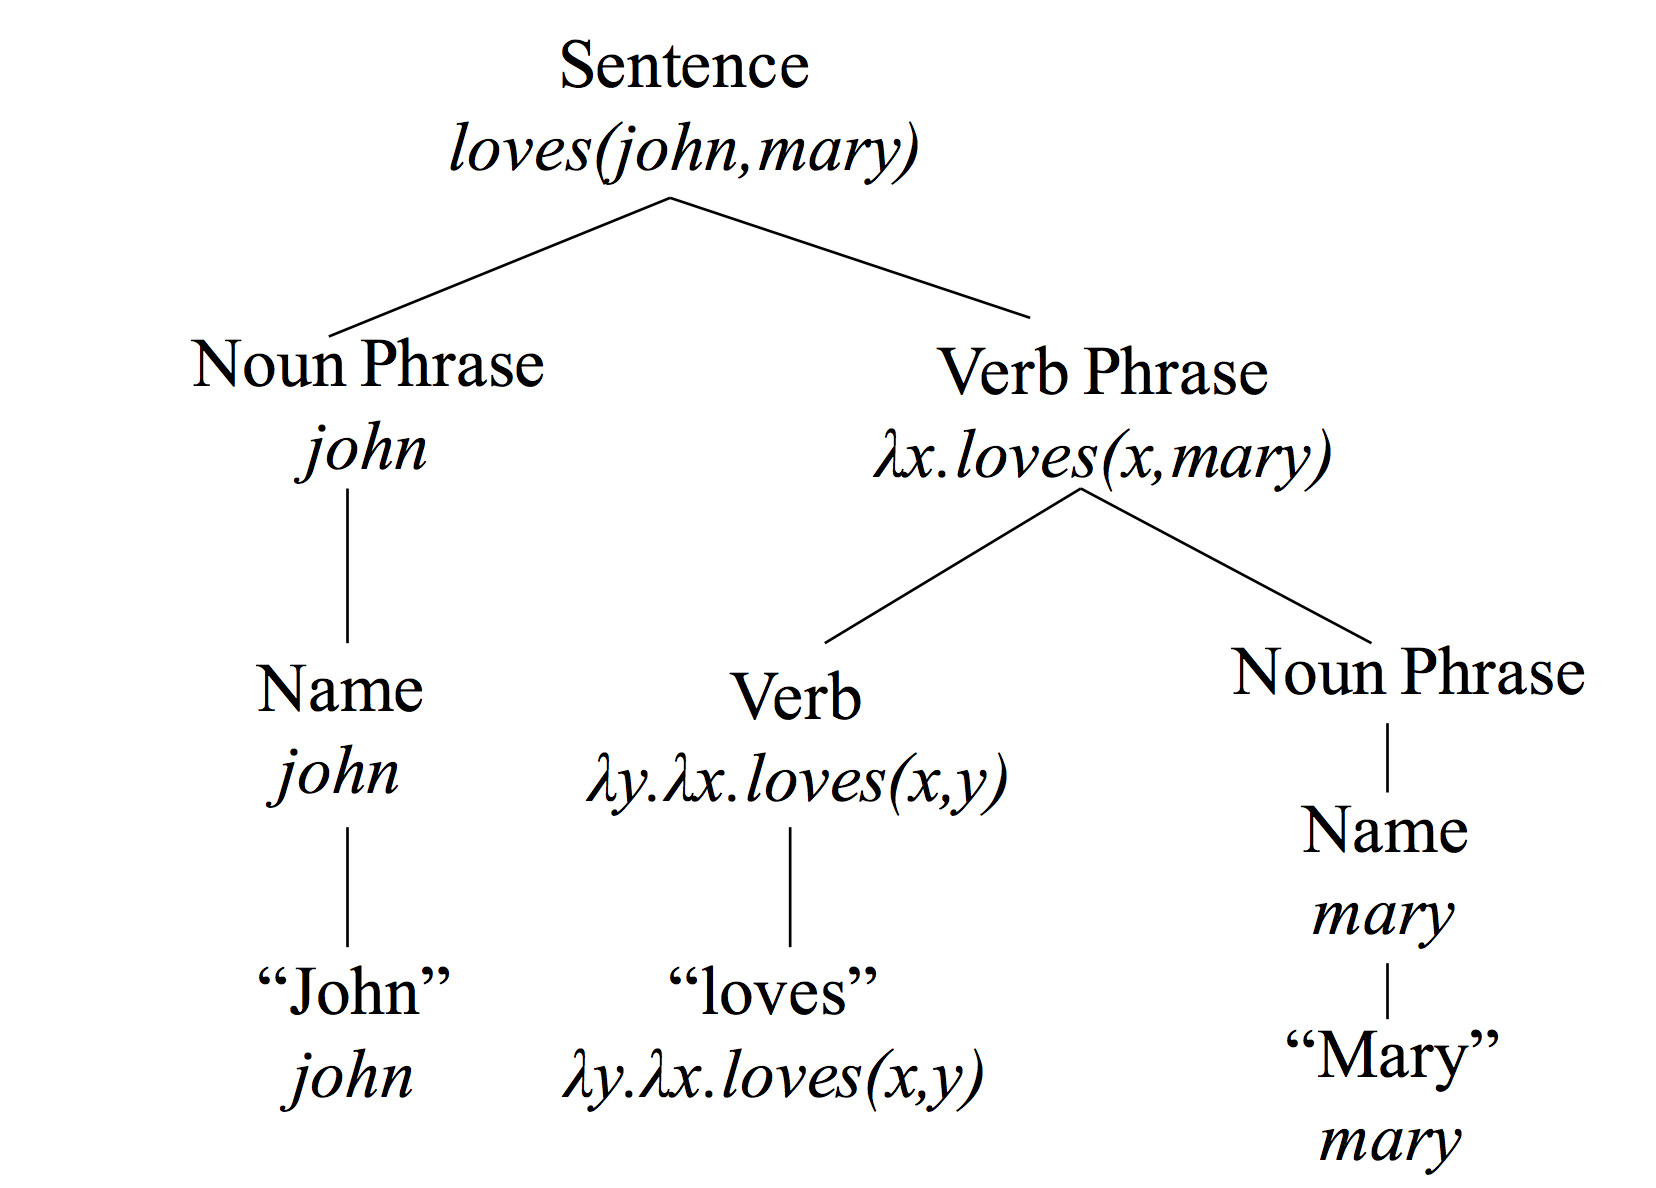 Sentence
loves(john,mary)
Noun Phrase
john
Verb Phrase
λx.loves(x,mary)
Name
john
Verb
λy.λx.loves(x,y)
Noun Phrase
Name
mary
“John”
john
“loves”
λy.λx.loves(x,y)
“Mary”
mary